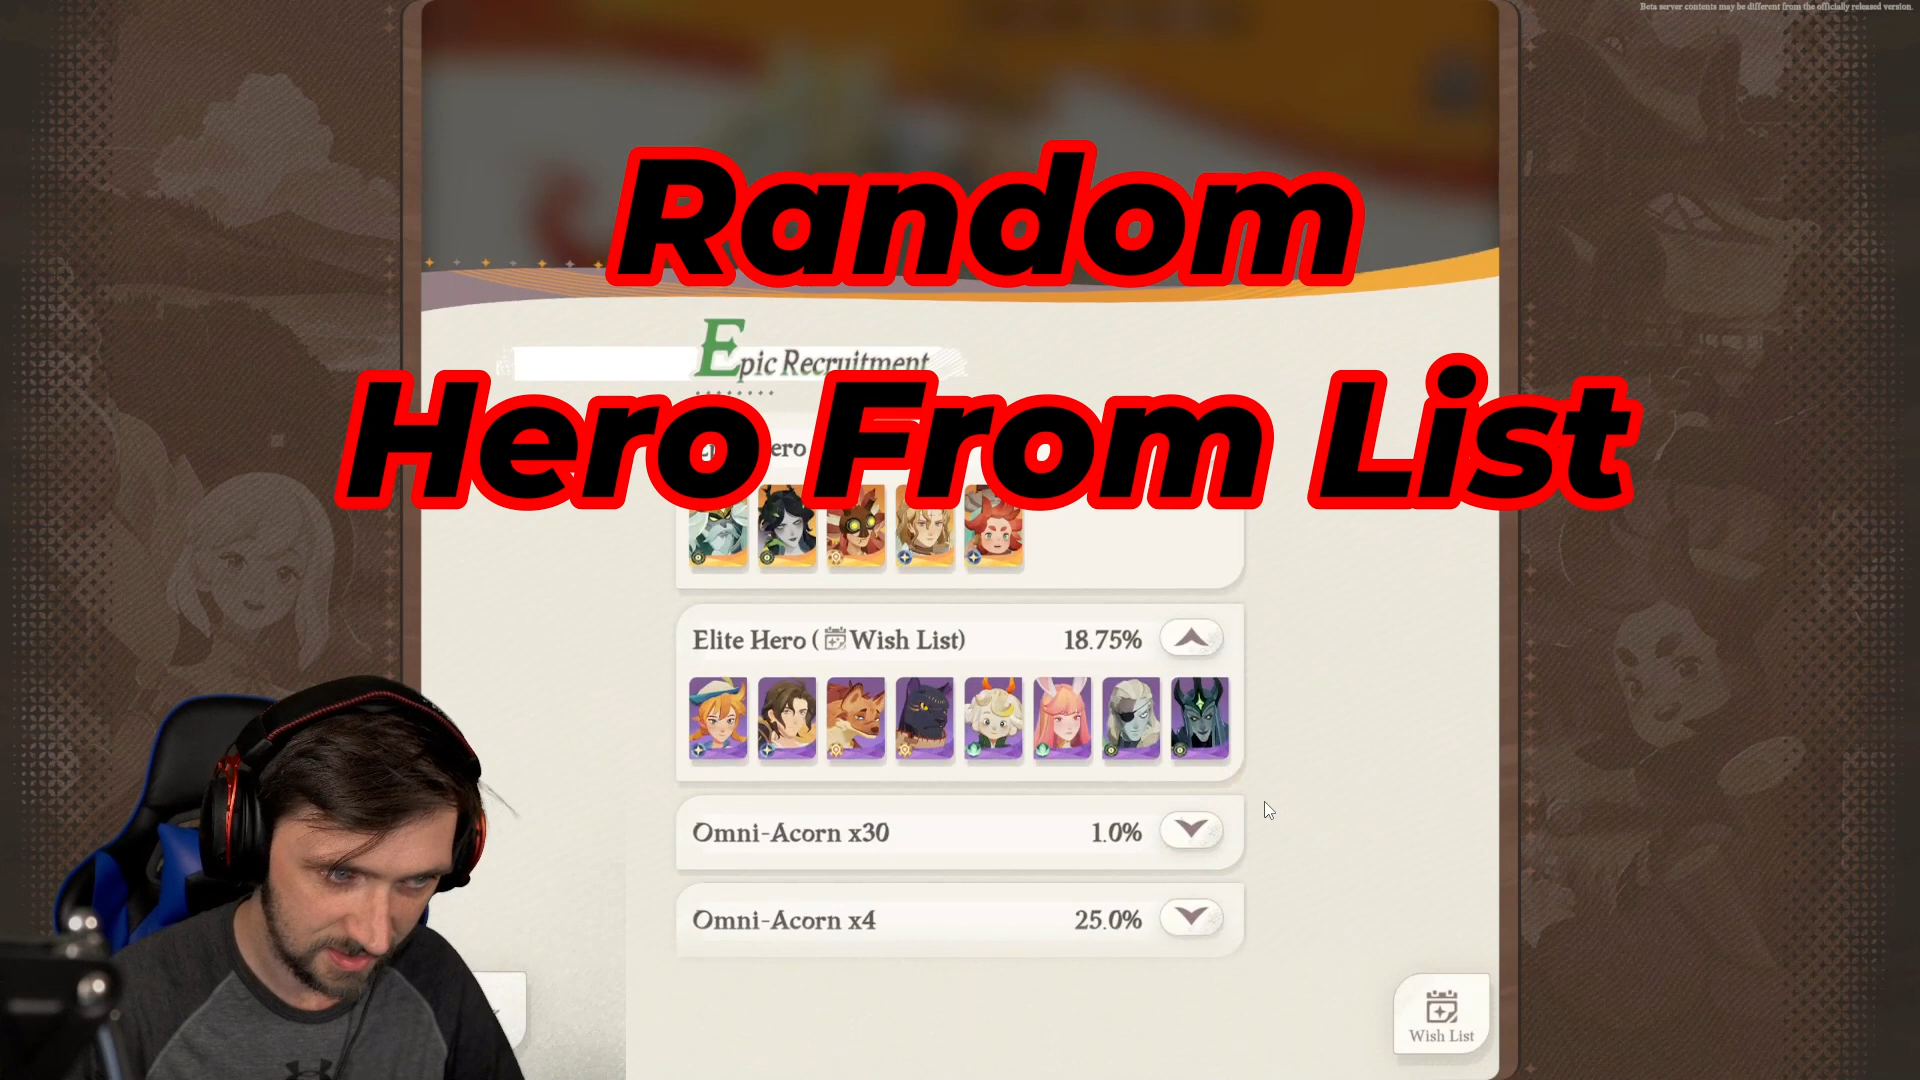 Beta server contents may be different from the officially released version.
Random
Epic Recruitment
Hero From List
Elite Hero (Wish List) 18.75%
Omni-Acorn x30 1.0%
Omni-Acorn x4 25.0%
Wish List